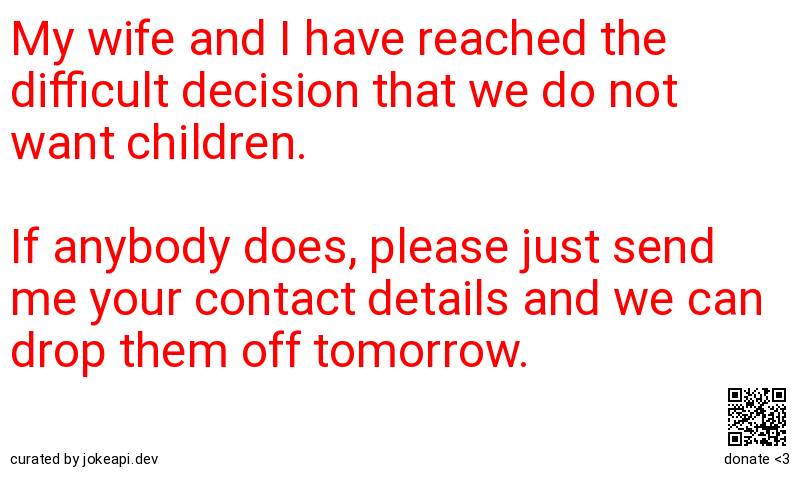 My wife and I have reached the
difficult decision that we do not
want children.
If anybody does, please just send
me your contact details and we can
drop them off tomorrow.
curated by jokeapi.dev
donate <3